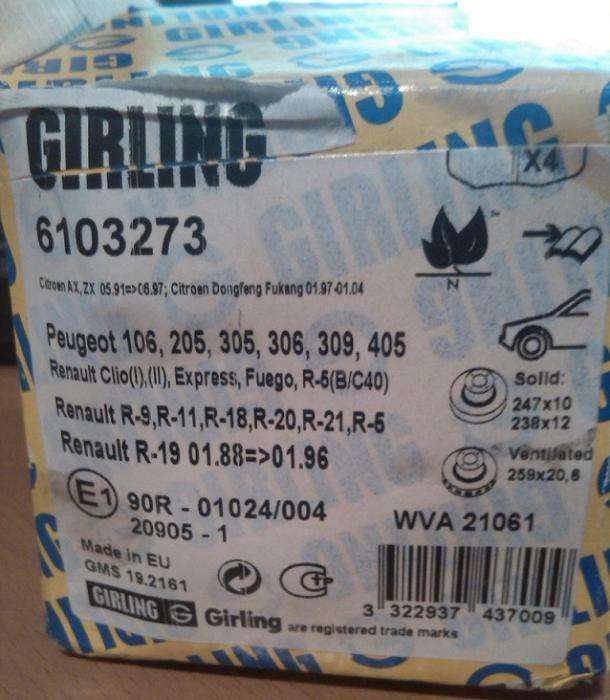 GIRLING
X4
6103273
Citroen AX, ZX 05.91=>06.97; Citroen Dongfeng Fukang 01.97-01.04
N
Peugeot 106, 205, 305, 306, 309, 405
Renault Clio(I),(II), Express, Fuego, R-5(B/C40)
Renault R-9,R-11,R-18,R-20,R-21,R-5
Renault R-19 01.88=>01.96
Solid:
247x10
238x12
Ventilated
259x20,6
E1 90R - 01024/004
20905 - 1
WVA 21061
Made in EU
GMS 19.2161
3 322937 437009
GIRLING G Girling are registered trade marks